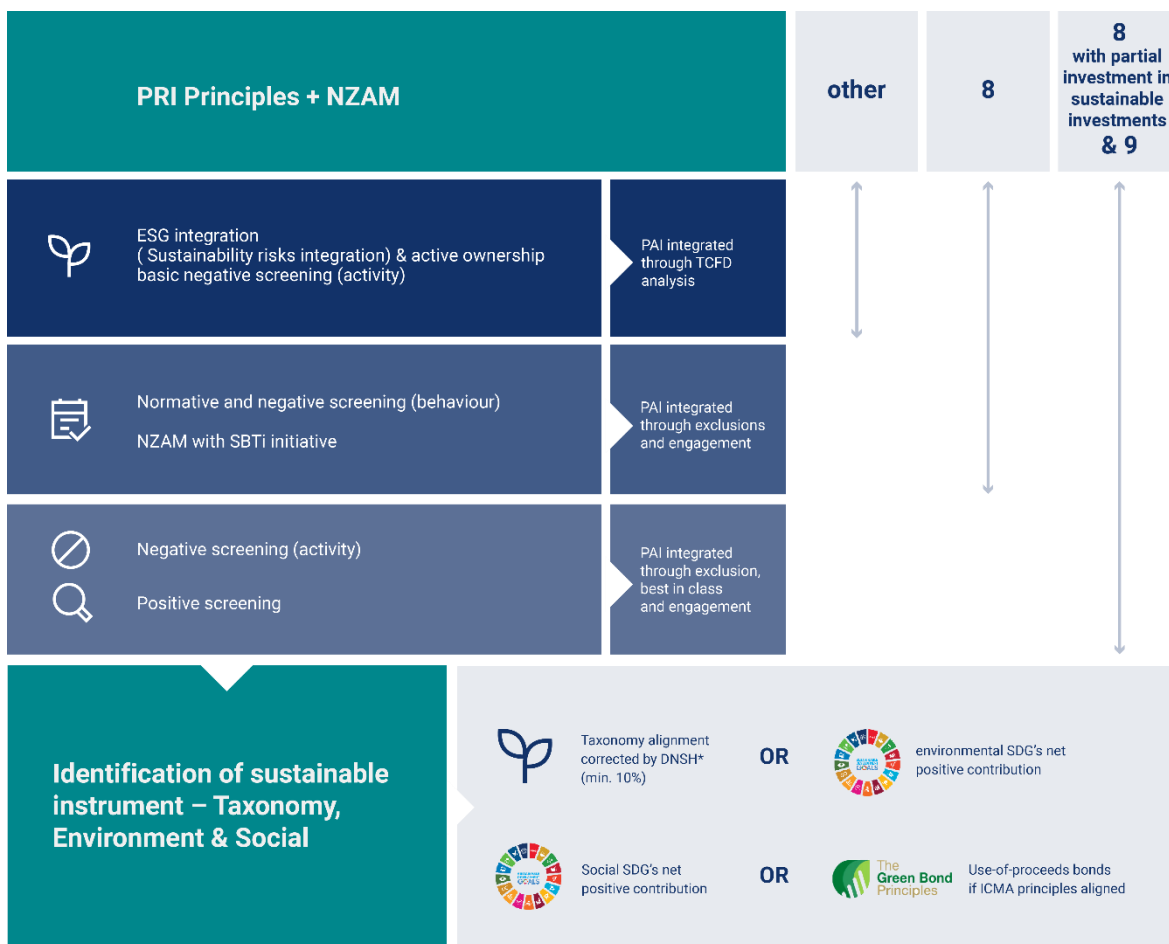 PRI Principles + NZAM
other
8
8
with partial
investment in
sustainable
investments
& 9
ESG integration
( Sustainability risks integration) & active ownership
basic negative screening (activity)
PAI integrated
through TCFD
analysis
Normative and negative screening (behaviour)
NZAM with SBTi initiative
PAI integrated
through exclusions
and engagement
Negative screening (activity)
Positive screening
PAI integrated
through exclusion,
best in class
and engagement
Identification of sustainable
instrument – Taxonomy,
Environment & Social
Taxonomy alignment
corrected by DNSH*
(min. 10%)
OR
environmental SDG's net
positive contribution
GOALS
Social SDG's net
positive contribution
OR
The
Green Bond
Principles
Use-of-proceeds bonds
if ICMA principles aligned